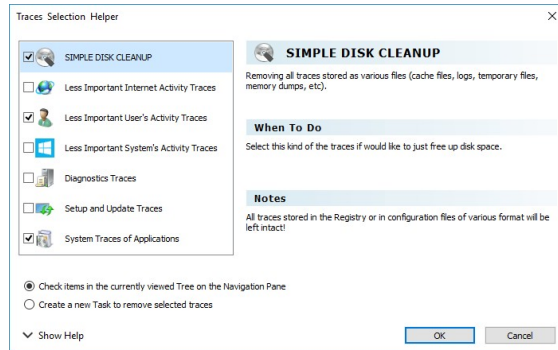 Traces Selection Helper
SIMPLE DISK CLEANUP
Less Important Internet Activity Traces
Less Important User's Activity Traces
Less Important System's Activity Traces
Diagnostics Traces
Setup and Update Traces
System Traces of Applications
SIMPLE DISK CLEANUP
Removing all traces stored as various files (cache files, logs, temporary files,
memory dumps, etc).
When To Do
Select this kind of the traces if would like to just free up disk space.
Notes
All traces stored in the Registry or in configuration files of various format will be
left intact!
Check items in the currently viewed Tree on the Navigation Pane
Create a new Task to remove selected traces
Show Help
OK
Cancel